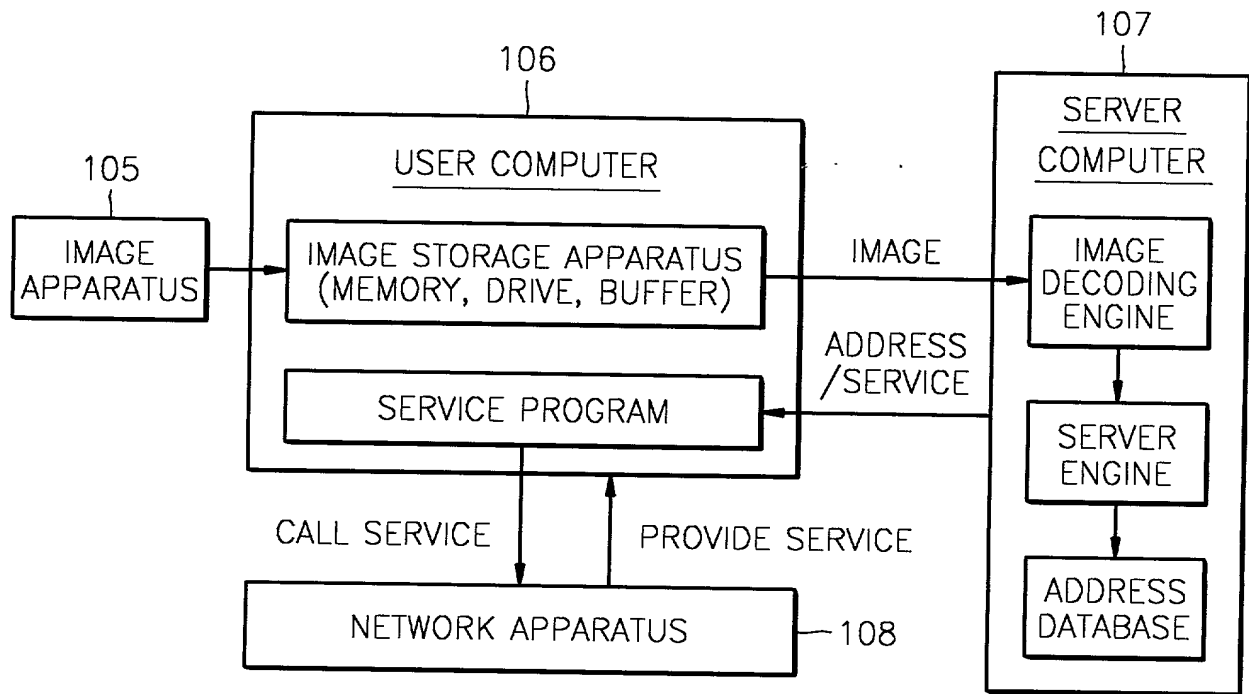 106
107
105
USER COMPUTER
SERVER
COMPUTER
IMAGE
APPARATUS
IMAGE STORAGE APPARATUS
(MEMORY, DRIVE, BUFFER)
IMAGE
IMAGE
DECODING
ENGINE
ADDRESS
/SERVICE
SERVICE PROGRAM
SERVER
ENGINE
CALL SERVICE
PROVIDE SERVICE
NETWORK APPARATUS
108
ADDRESS
DATABASE